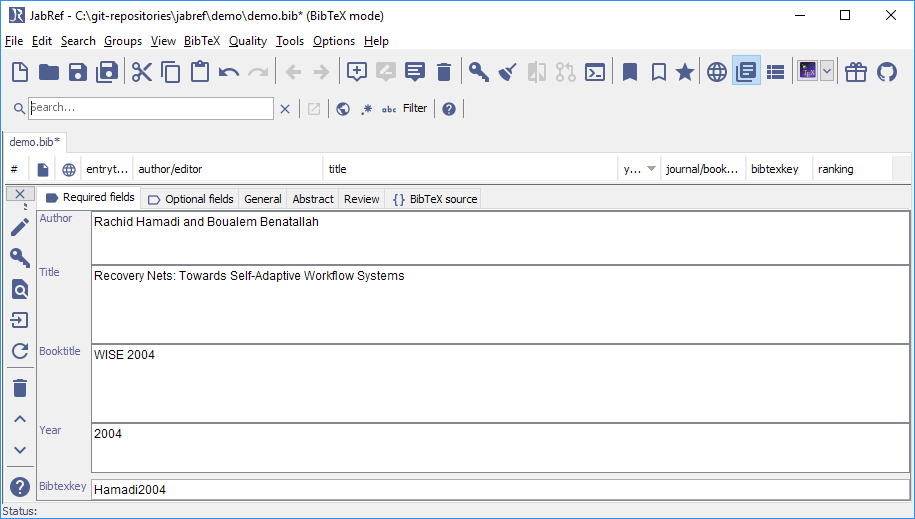 JabRef - C:\git-repositories\jabref\demo\demo.bib* (BibTeX mode)
File Edit Search Groups View BibTeX Quality Tools Options Help
Search...
abc Filter
demo.bib*
# entryt... author/editor title y... journal/book... bibtexkey ranking
Required fields Optional fields General Abstract Review {} BibTeX source
Author Rachid Hamadi and Boualem Benatallah
Title Recovery Nets: Towards Self-Adaptive Workflow Systems
Booktitle WISE 2004
Year 2004
Bibtexkey Hamadi2004
Status: